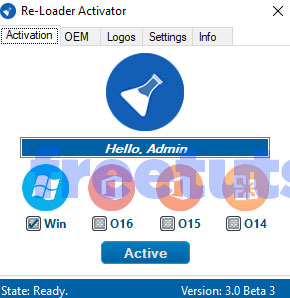 Re-Loader Activator
Activation OEM Logos Settings Info
Hello, Admin
freetuts
Win O16 O15 O14
Active
State: Ready. Version: 3.0 Beta 3